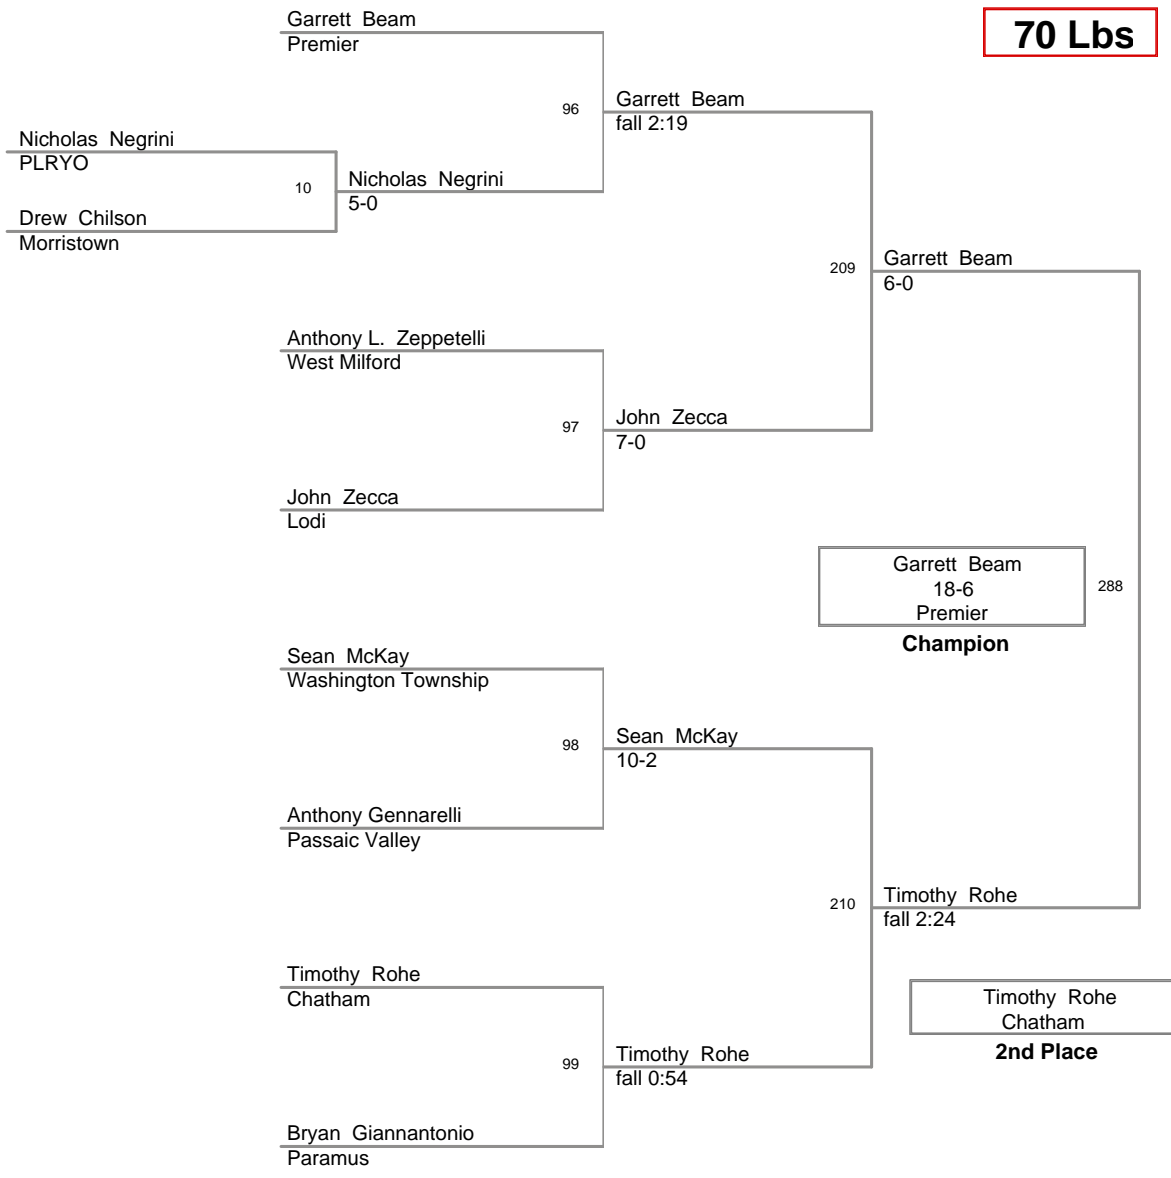 Garrett Beam
Premier
70 Lbs
96
Garrett Beam
fall 2:19
Nicholas Negrini
PLRYO
10
Nicholas Negrini
5-0
Drew Chilson
Morristown
209
Garrett Beam
6-0
Anthony L. Zeppetelli
West Milford
97
John Zecca
7-0
John Zecca
Lodi
Garrett Beam
18-6
Premier
288
Champion
Sean McKay
Washington Township
98
Sean McKay
10-2
Anthony Gennarelli
Passaic Valley
210
Timothy Rohe
fall 2:24
Timothy Rohe
Chatham
Timothy Rohe
Chatham
2nd Place
99
Timothy Rohe
fall 0:54
Bryan Giannantonio
Paramus